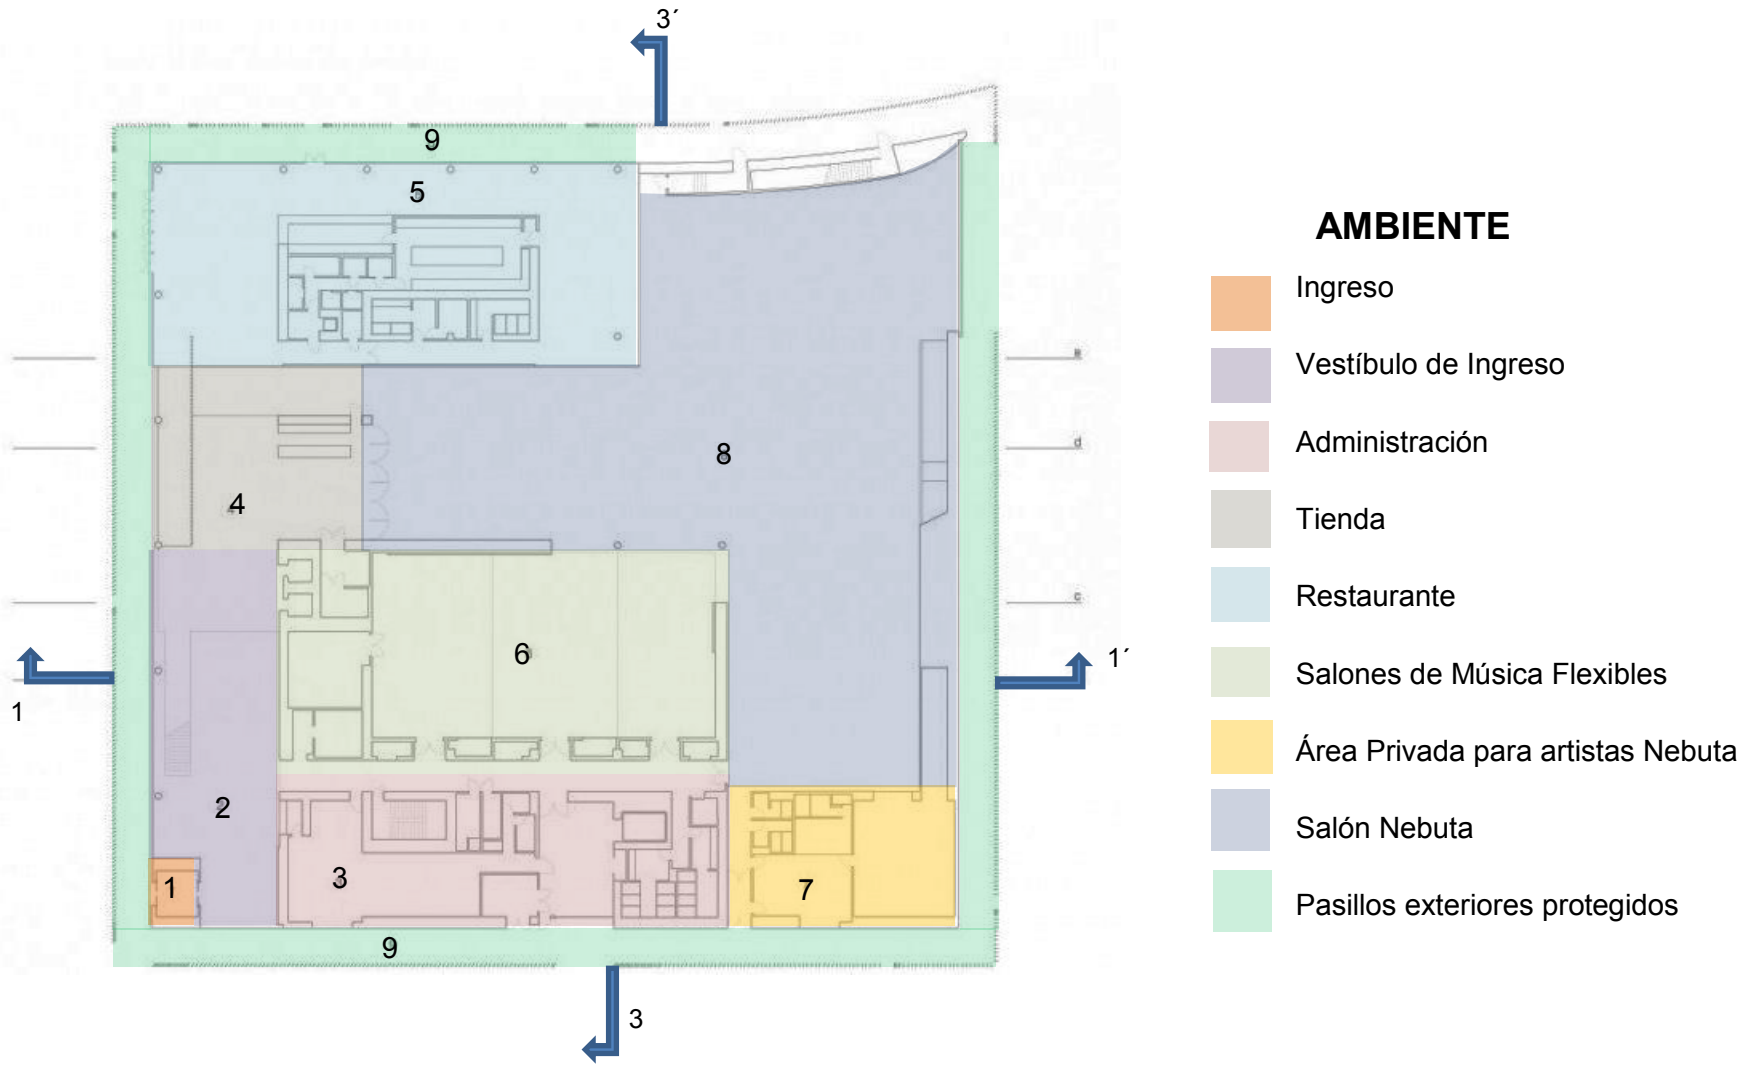 3´
9
5
8
4
6
1
1´
2
1
3
7
9
3
d
c
AMBIENTE
Ingreso
Vestíbulo de Ingreso
Administración
Tienda
Restaurante
Salones de Música Flexibles
Área Privada para artistas Nebuta
Salón Nebuta
Pasillos exteriores protegidos